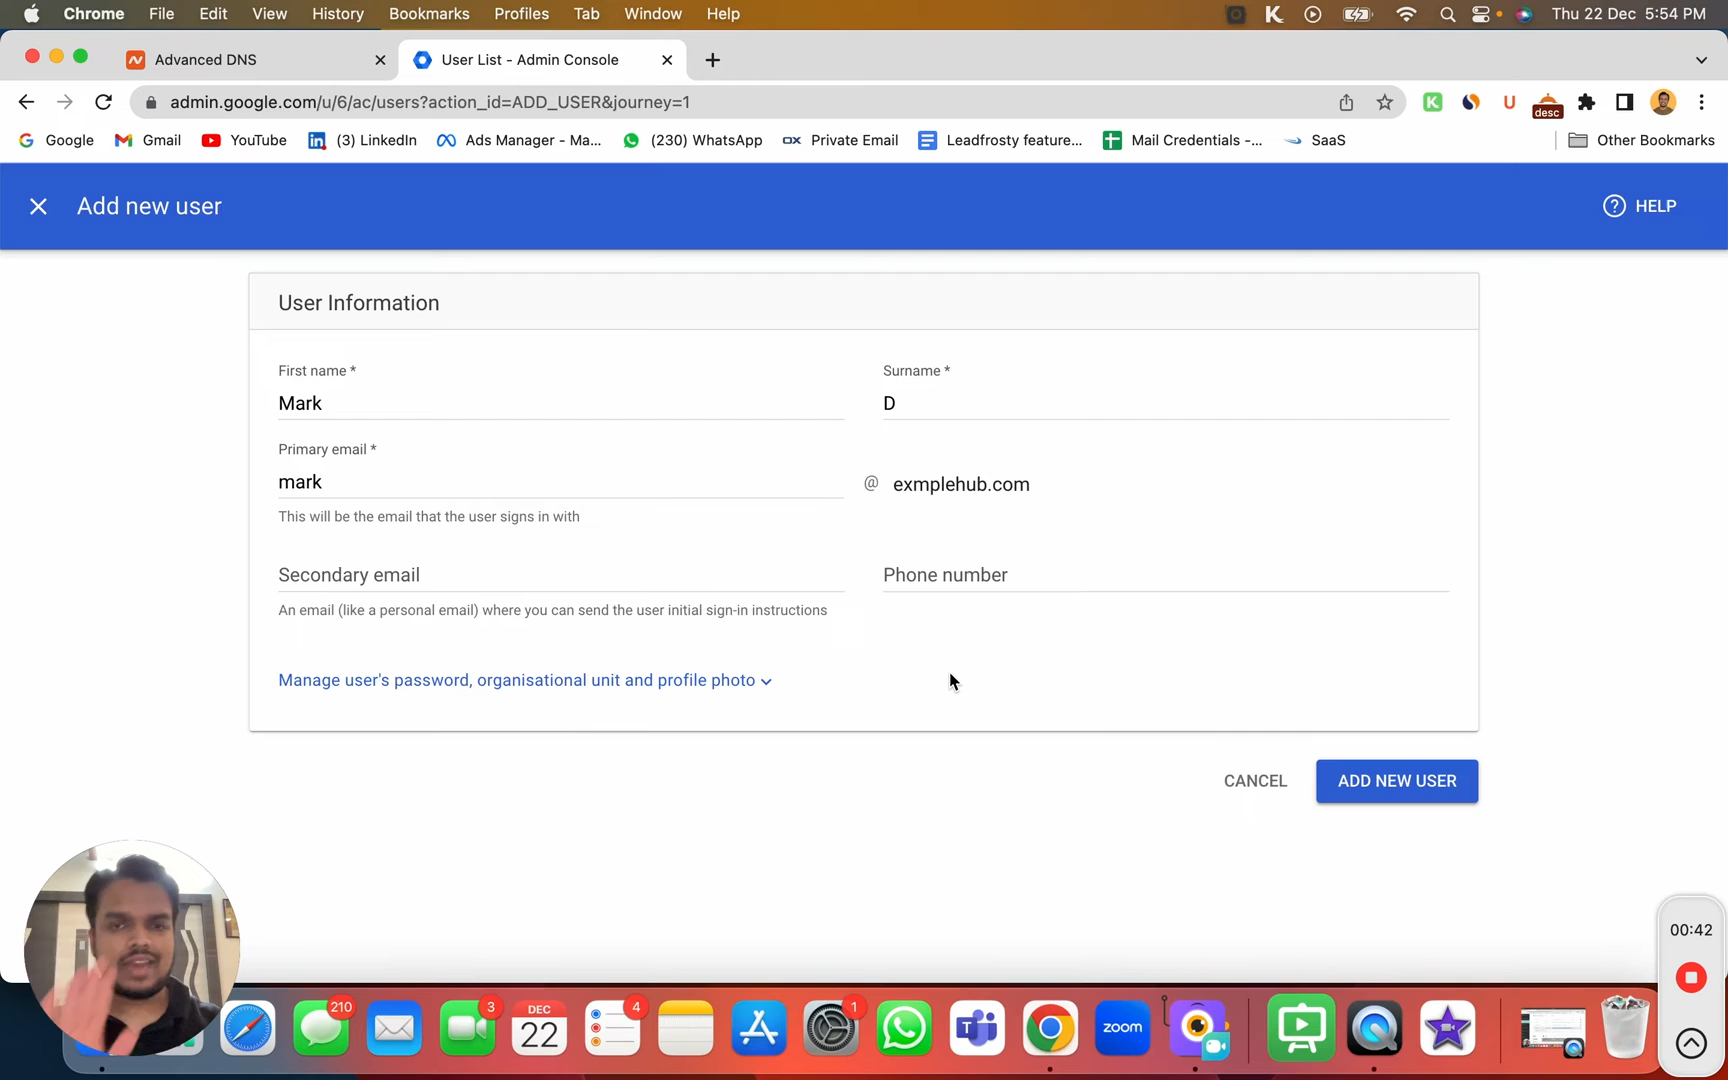 Chrome File Edit View History Bookmarks Profiles Tab Window Help K Thu 22 Dec 5:54 PM
Advanced DNS User List - Admin Console
admin.google.com/u/6/ac/users?action_id=ADD_USER&journey=1 K U desc
Google Gmail YouTube (3) LinkedIn Ads Manager - Ma... (230) WhatsApp OX Private Email Leadfrosty feature... Mail Credentials -... SaaS Other Bookmarks
Add new user HELP
User Information
First name * Surname *
Mark D
Primary email *
mark @ exmplehub.com
This will be the email that the user signs in with
Secondary email Phone number
An email (like a personal email) where you can send the user initial sign-in instructions
Manage user's password, organisational unit and profile photo
CANCEL ADD NEW USER
00:42
210 3 DEC 22 4 1 zoom